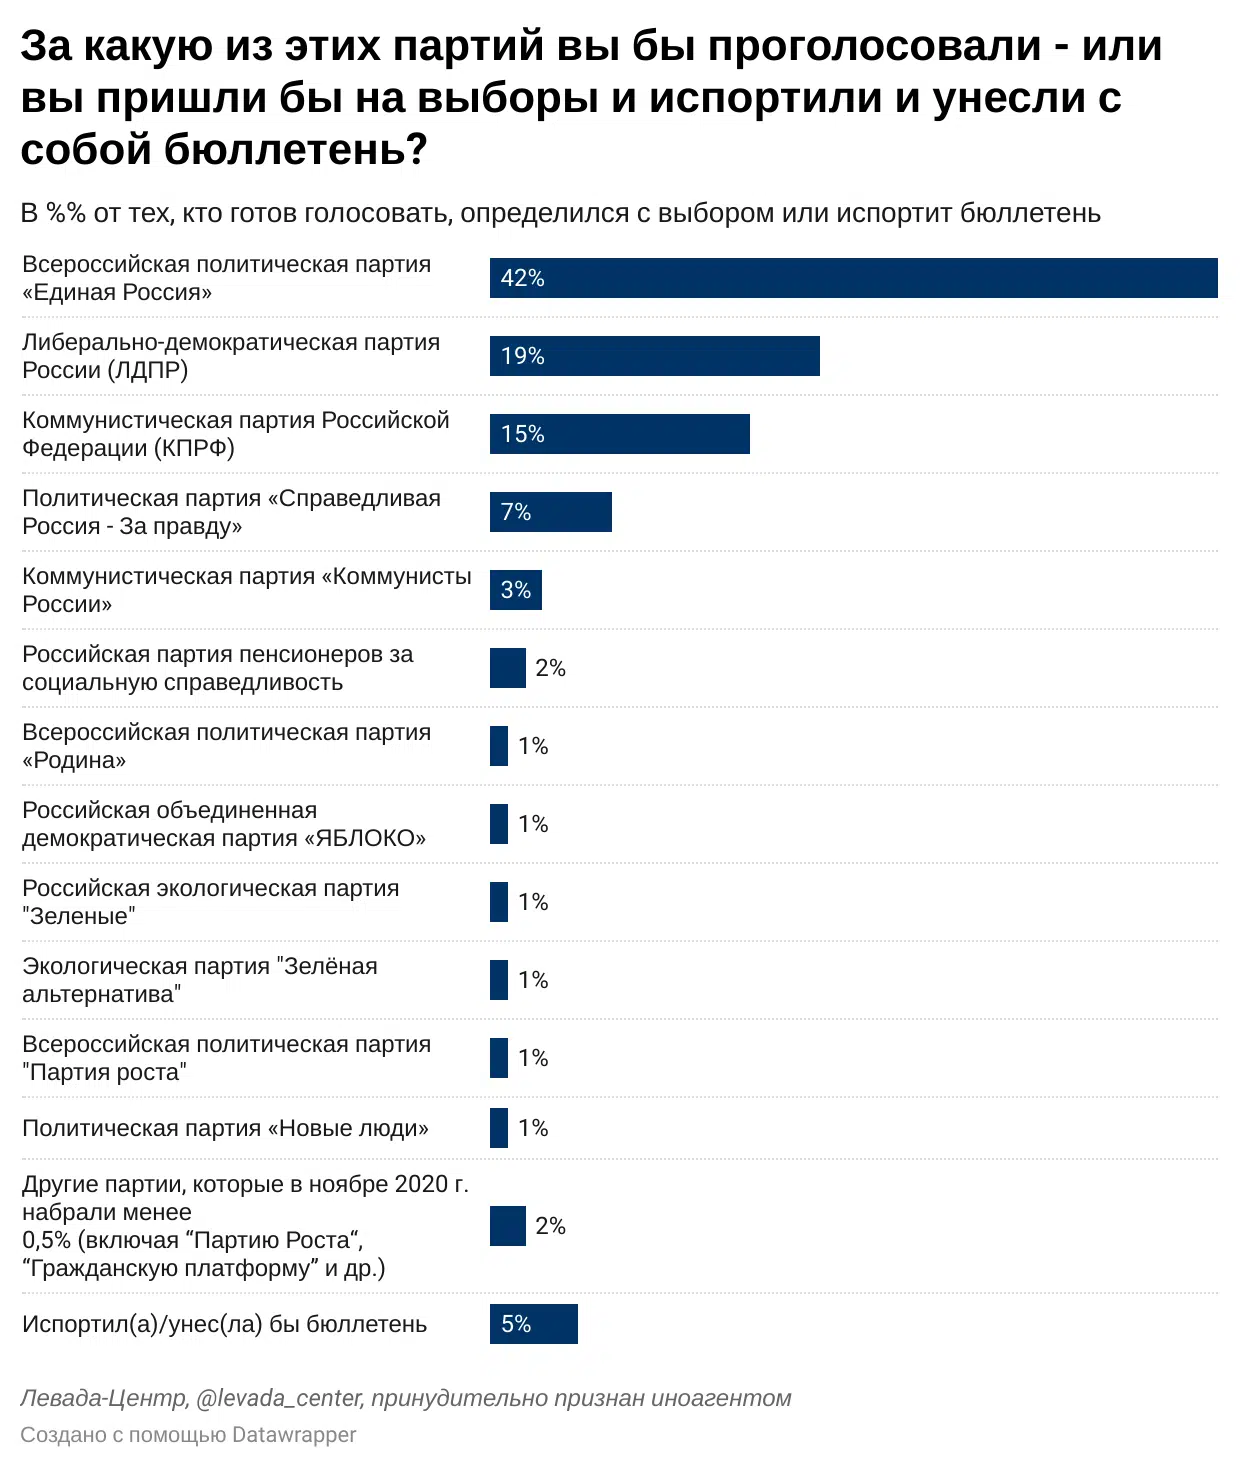 За какую из этих партий вы бы проголосовали - или
вы пришли бы на выборы и испортили и унесли с
собой бюллетень?
В %% от тех, кто готов голосовать, определился с выбором или испортит бюллетень
Всероссийская политическая партия
«Единая Россия»
42%
Либерально-демократическая партия
России (ЛДПР)
19%
Коммунистическая партия Российской
Федерации (КПРФ)
15%
Политическая партия «Справедливая
Россия - За правду»
7%
Коммунистическая партия «Коммунисты
России»
3%
Российская партия пенсионеров за
социальную справедливость
2%
Всероссийская политическая партия
«Родина»
1%
Российская объединенная
демократическая партия «ЯБЛОКО»
1%
Российская экологическая партия
"Зеленые"
1%
Экологическая партия "Зелёная
альтернатива"
1%
Всероссийская политическая партия
"Партия роста"
1%
Политическая партия «Новые люди»
1%
Другие партии, которые в ноябре 2020 г.
набрали менее
0,5% (включая “Партию Роста“,
“Гражданскую платформу” и др.)
2%
Испортил(а)/унес(ла) бы бюллетень
5%
Левада-Центр, @levada_center, принудительно признан иноагентом
Создано с помощью Datawrapper